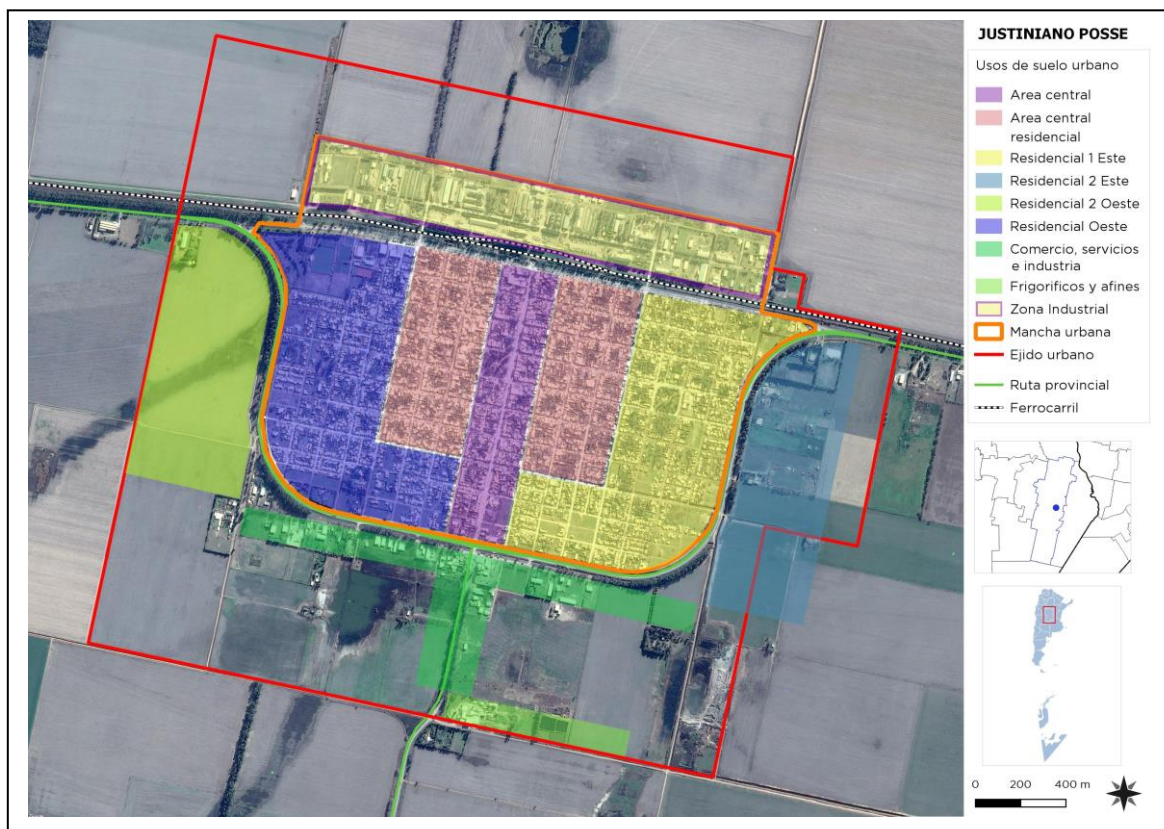 JUSTINIANO POSSE
Usos de suelo urbano
Area central
Area central
residencial
Residencial 1 Este
Residencial 2 Este
Residencial 2 Oeste
Residencial Oeste
Comercio, servicios
e industria
Frigorificos y afines
Zona Industrial
Mancha urbana
Ejido urbano
Ruta provincial
Ferrocarril
0 200 400 m